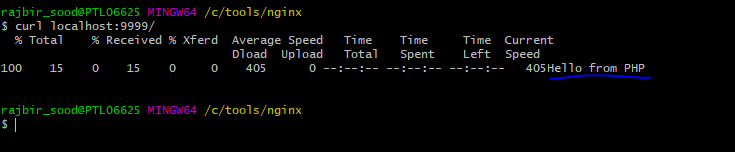 rajbir_sood@PTL06625 MINGW64 /c/tools/nginx
$ curl localhost:9999/
% Total % Received % Xferd Average Speed Time Time Time Current
Dload Upload Total Spent Left Speed
100 15 0 15 0 0 405 0 --:--:-- --:--:-- --:--:-- 405Hello from PHP
rajbir_sood@PTL06625 MINGW64 /c/tools/nginx
$